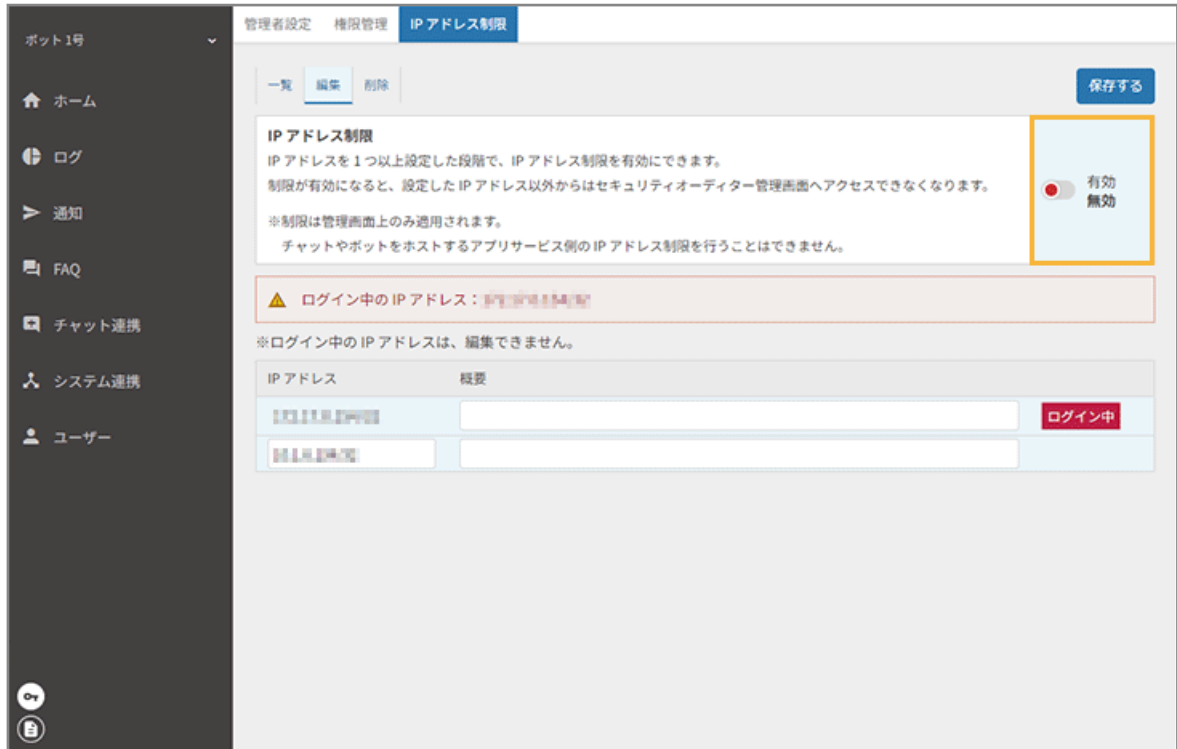 ボット1号
ホーム
ログ
通知
FAQ
チャット連携
システム連携
ユーザー
管理者設定 権限管理 IP アドレス制限
一覧 編集 削除 保存する
IP アドレス制限
IP アドレスを 1 つ以上設定した段階で、IP アドレス制限を有効にできます。
制限が有効になると、設定した IP アドレス以外からはセキュリティオーディター管理画面へアクセスできなくなります。
※制限は管理画面上のみ適用されます。
チャットやボットをホストするアプリサービス側の IP アドレス制限を行うことはできません。
有効
無効
ログイン中の IP アドレス：
※ログイン中の IP アドレスは、編集できません。
IP アドレス 概要
ログイン中